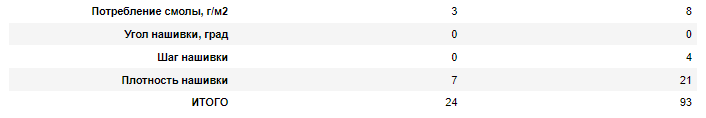 Потребление смолы, г/м2 3 8
Угол нашивки, град 0 0
Шаг нашивки 0 4
Плотность нашивки 7 21
ИТОГО 24 93